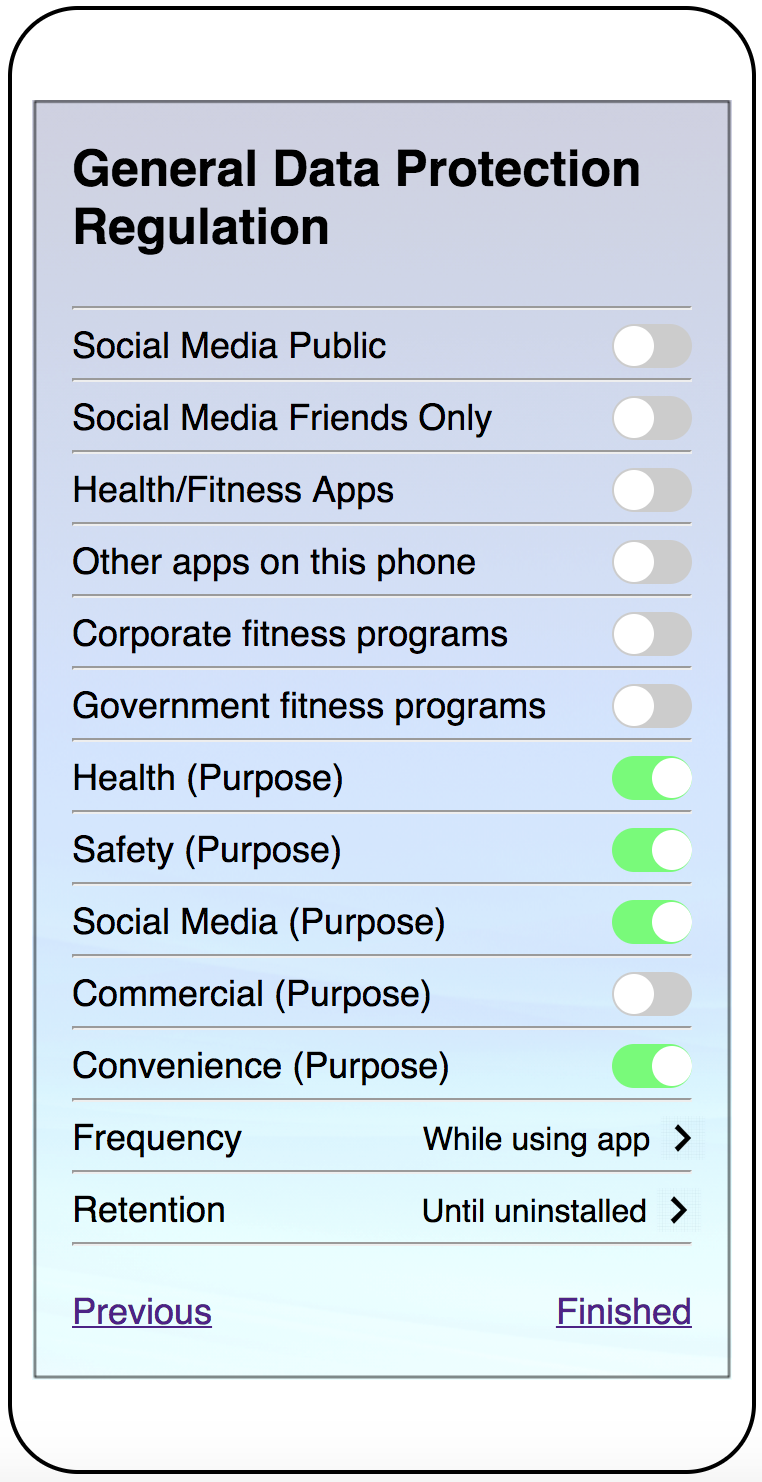 General Data Protection
Regulation
Social Media Public
Social Media Friends Only
Health/Fitness Apps
Other apps on this phone
Corporate fitness programs
Government fitness programs
Health (Purpose)
Safety (Purpose)
Social Media (Purpose)
Commercial (Purpose)
Convenience (Purpose)
Frequency While using app
Retention Until uninstalled
Previous Finished